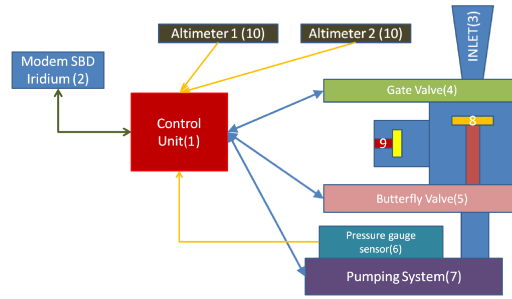 Altimeter 1 (10)
Altimeter 2 (10)
INLET(3)
Modem SBD
Iridium (2)
Gate Valve(4)
Control
Unit(1)
8
9
Butterfly Valve(5)
Pressure gauge
sensor(6)
Pumping System(7)